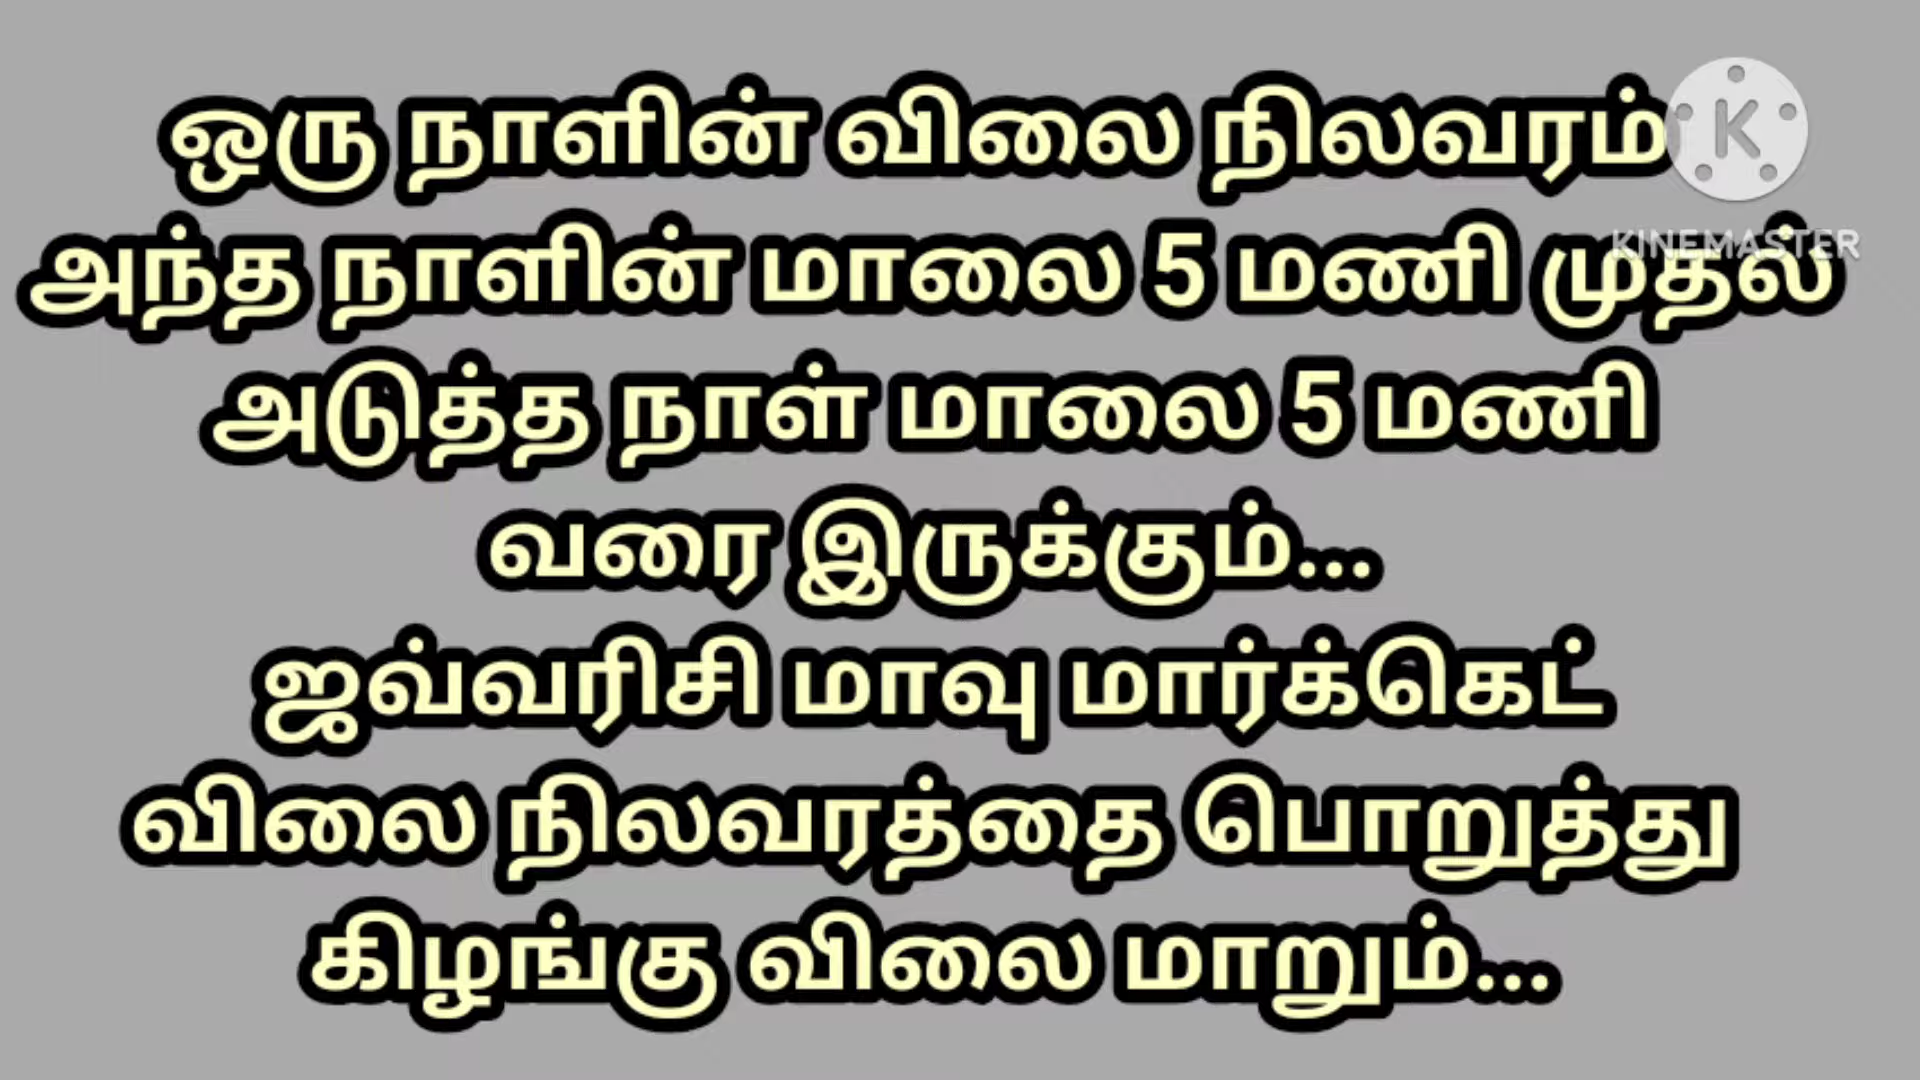 ஒரு நாளின் விலை நிலவரம்
அந்த நாளின் மாலை 5 மணி முதல்
அடுத்த நாள் மாலை 5 மணி
வரை இருக்கும்...
ஜவ்வரிசி மாவு மார்க்கெட்
விலை நிலவரத்தை பொறுத்து
கிழங்கு விலை மாறும்...
K
KINEMASTER